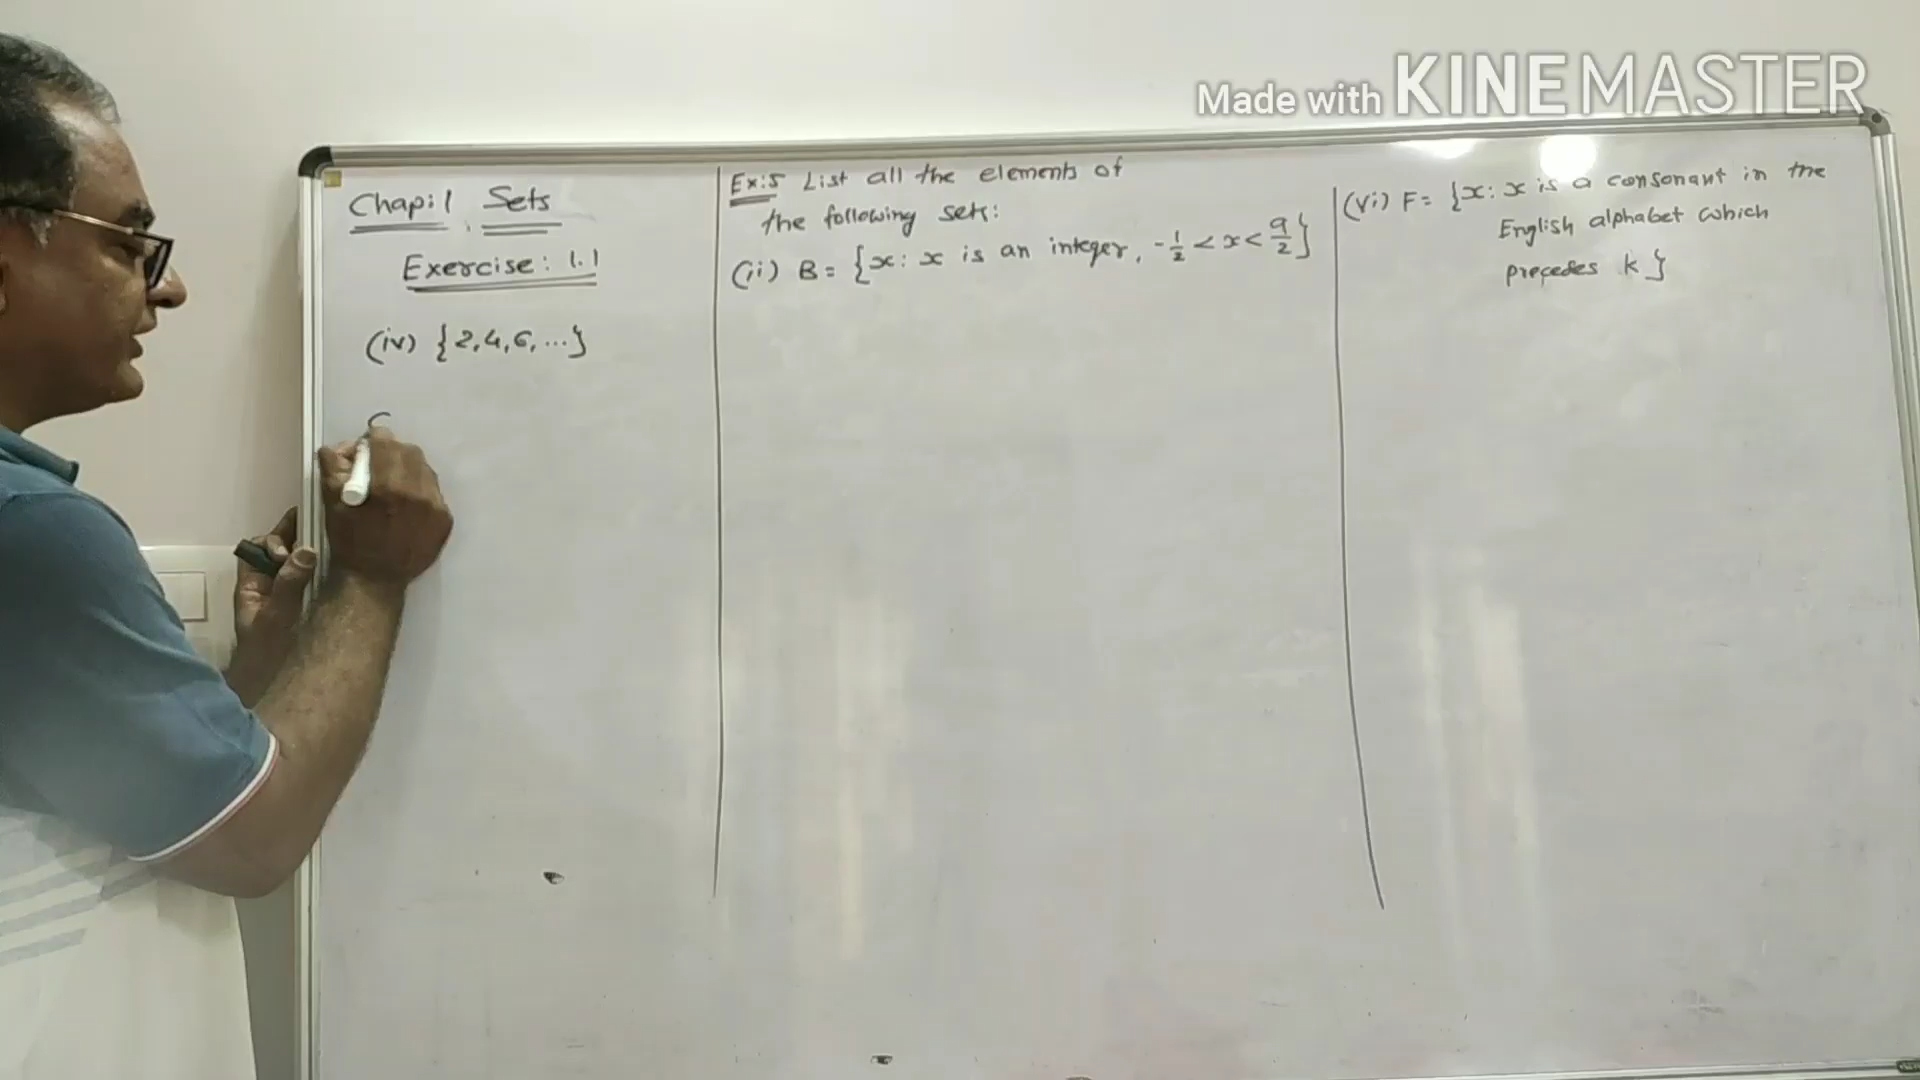 Made with KINEMASTER
Chap:1 Sets
Exercise: 1.1
(iv) {2,4,6,...}
Ex:5 List all the elements of
the following sets:
(ii) B = {x: x is an integer, -1/2 < x < 9/2}
(vi) F = {x: x is a consonant in the
English alphabet which
precedes k}